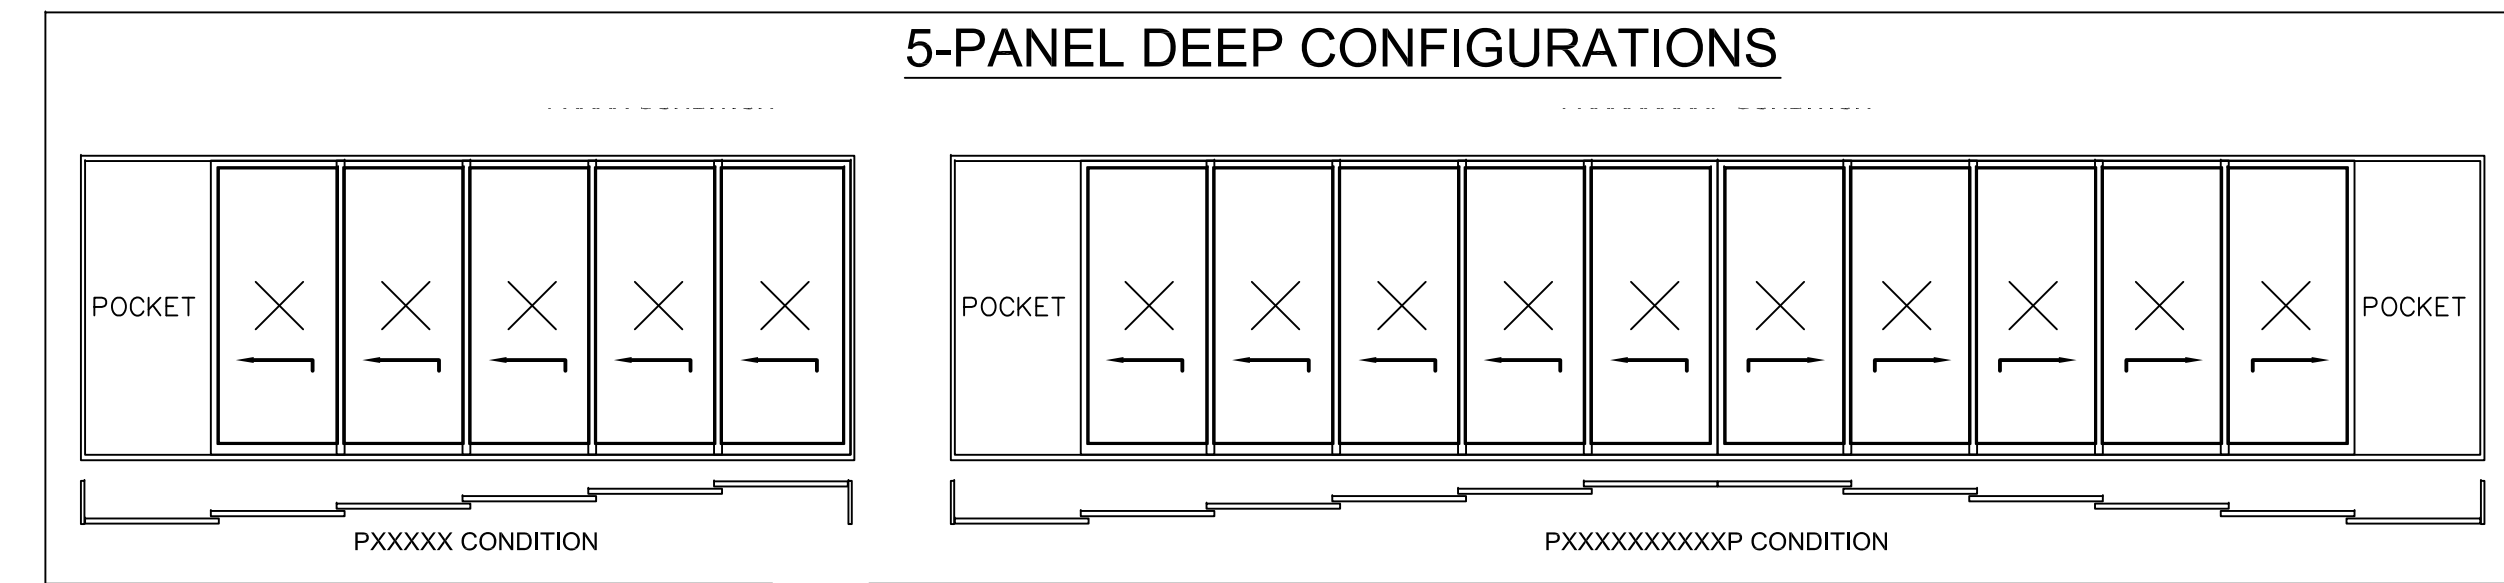 5-PANEL DEEP CONFIGURATIONS
POCKET X X X X X
POCKET X X X X X X X X X X POCKET
PXXXXX CONDITION
PXXXXXXXXXXP CONDITION